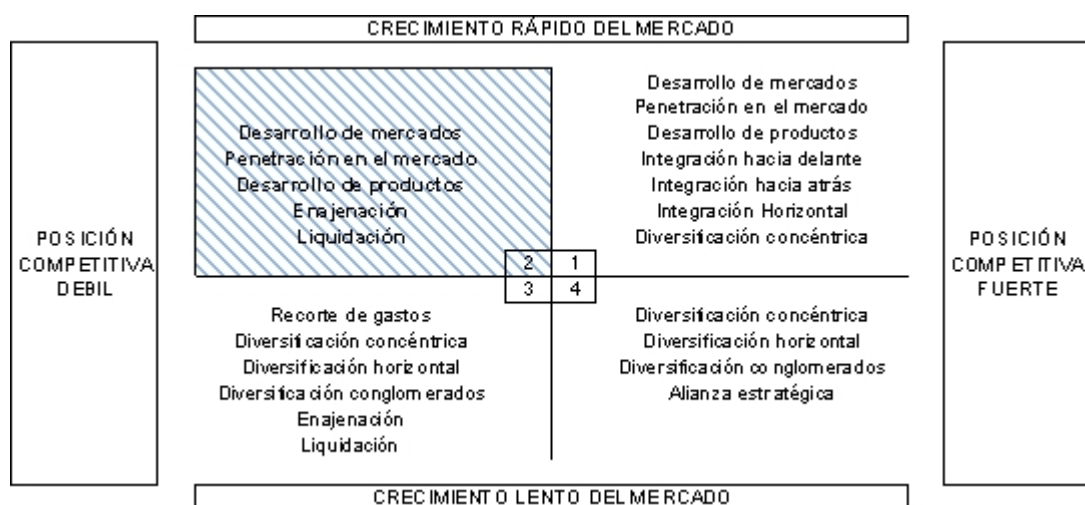 CRECIMIENTO RÁPIDO DEL MERCADO
POSICIÓN
COMPETITIVA
DEBIL
Desarrollo de mercados
Penetración en el mercado
Desarrollo de productos
Enajenación
Liquidación
Desarrollo de mercados
Penetración en el mercado
Desarrollo de productos
Integración hacia delante
Integración hacia atrás
Integración Horizontal
Diversificación concéntrica
2 1
3 4
Recorte de gastos
Diversificación concéntrica
Diversificación horizontal
Diversificación conglomerados
Enajenación
Liquidación
Diversificación concéntrica
Diversificación horizontal
Diversificación conglomerados
Alianza estratégica
POSICIÓN
COMPETITIVA
FUERTE
CRECIMIENTO LENTO DEL MERCADO